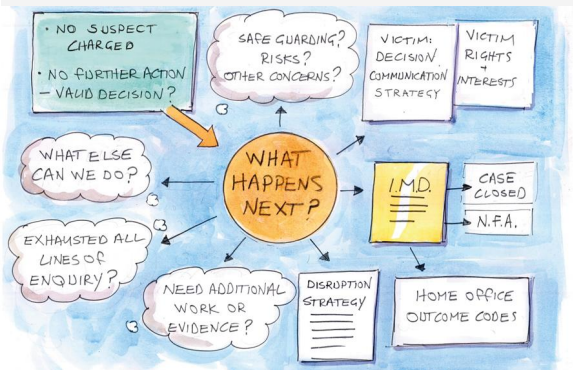 • NO SUSPECT
CHARGED
• NO FURTHER ACTION
– VALID DECISION?
SAFE GUARDING?
RISKS?
OTHER CONCERNS?
VICTIM:
DECISION
COMMUNICATION
STRATEGY
VICTIM
RIGHTS
+
INTERESTS
WHAT ELSE
CAN WE DO?
WHAT
HAPPENS
NEXT?
I.M.D.
CASE
CLOSED
N.F.A.
EXHAUSTED ALL
LINES OF
ENQUIRY?
NEED ADDITIONAL
WORK OR
EVIDENCE?
DISRUPTION
STRATEGY
HOME OFFICE
OUTCOME CODES